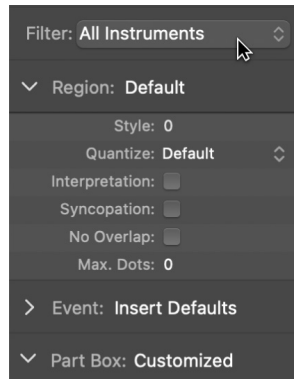 Filter: All Instruments
Region: Default
Style: 0
Quantize: Default
Interpretation:
Syncopation:
No Overlap:
Max. Dots: 0
Event: Insert Defaults
Part Box: Customized